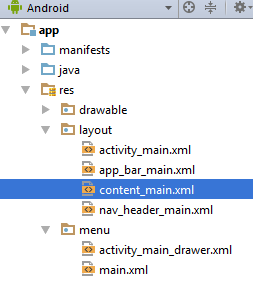 Android
app
manifests
java
res
drawable
layout
activity_main.xml
app_bar_main.xml
content_main.xml
nav_header_main.xml
menu
activity_main_drawer.xml
main.xml